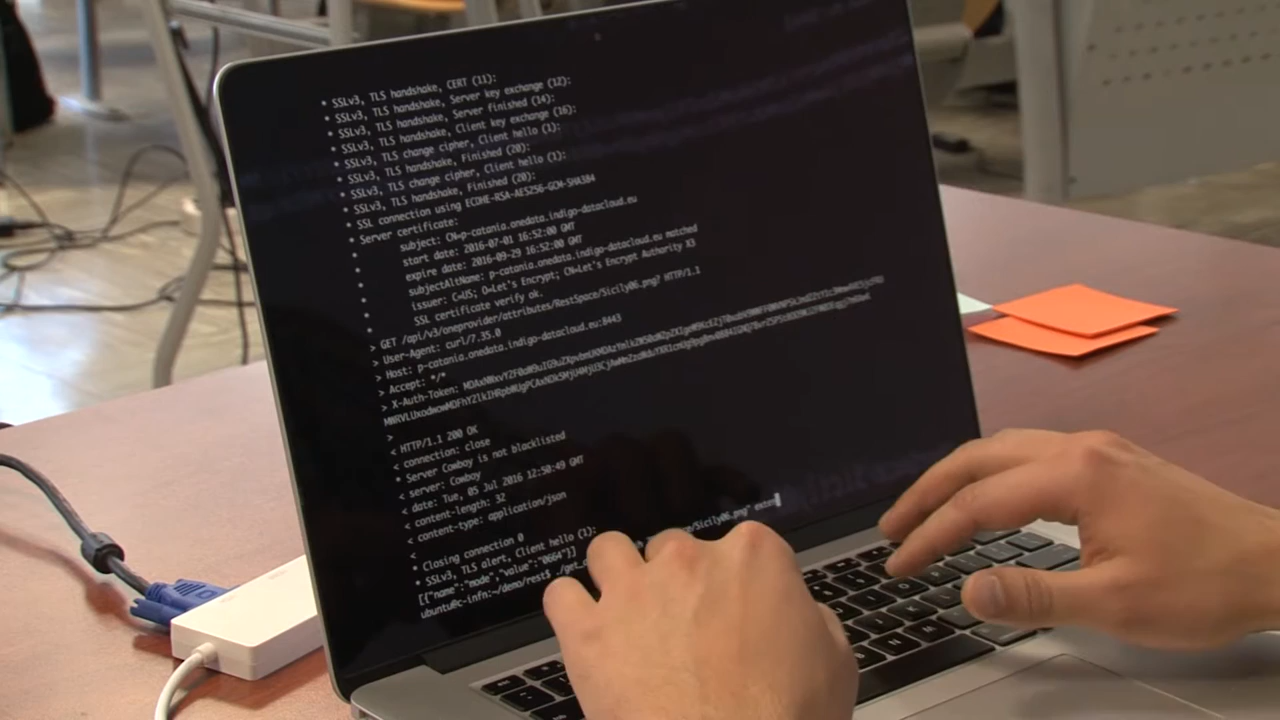 * SSLv3, TLS handshake, CERT (11):
* SSLv3, TLS handshake, Server key exchange (12):
* SSLv3, TLS handshake, Server finished (14):
* SSLv3, TLS handshake, Client key exchange (16):
* SSLv3, TLS change cipher, Client hello (1):
* SSLv3, TLS handshake, Finished (20):
* SSLv3, TLS change cipher, Client hello (1):
* SSLv3, TLS handshake, Finished (20):
* SSL connection using ECDHE-RSA-AES256-GCM-SHA384
* Server certificate:
* subject: CN=p-catania.onedata.indigo-datacloud.eu
* start date: 2016-07-01 16:52:00 GMT
* expire date: 2016-09-29 16:52:00 GMT
* subjectAltName: p-catania.onedata.indigo-datacloud.eu matched
* issuer: C=US; O=Let's Encrypt; CN=Let's Encrypt Authority X3
* SSL certificate verify ok.
> GET /api/v3/oneprovider/attributes/RestSpace/Sicily06.png? HTTP/1.1
> User-Agent: curl/7.35.0
> Host: p-catania.onedata.indigo-datacloud.eu:8443
> Accept: */*
> X-Auth-Token:
>
< HTTP/1.1 200 OK
< connection: close
* Server Cowboy is not blacklisted
< server: Cowboy
< date: Tue, 05 Jul 2016 12:50:49 GMT
< content-length: 32
< content-type: application/json
<
* Closing connection 0
* SSLv3, TLS alert, Client hello (1):
[{"name":"mode","value":"0664"}]
ubuntu@c-infn:~/demo/rest$ ./get_ Space/Sicily06.png" exten